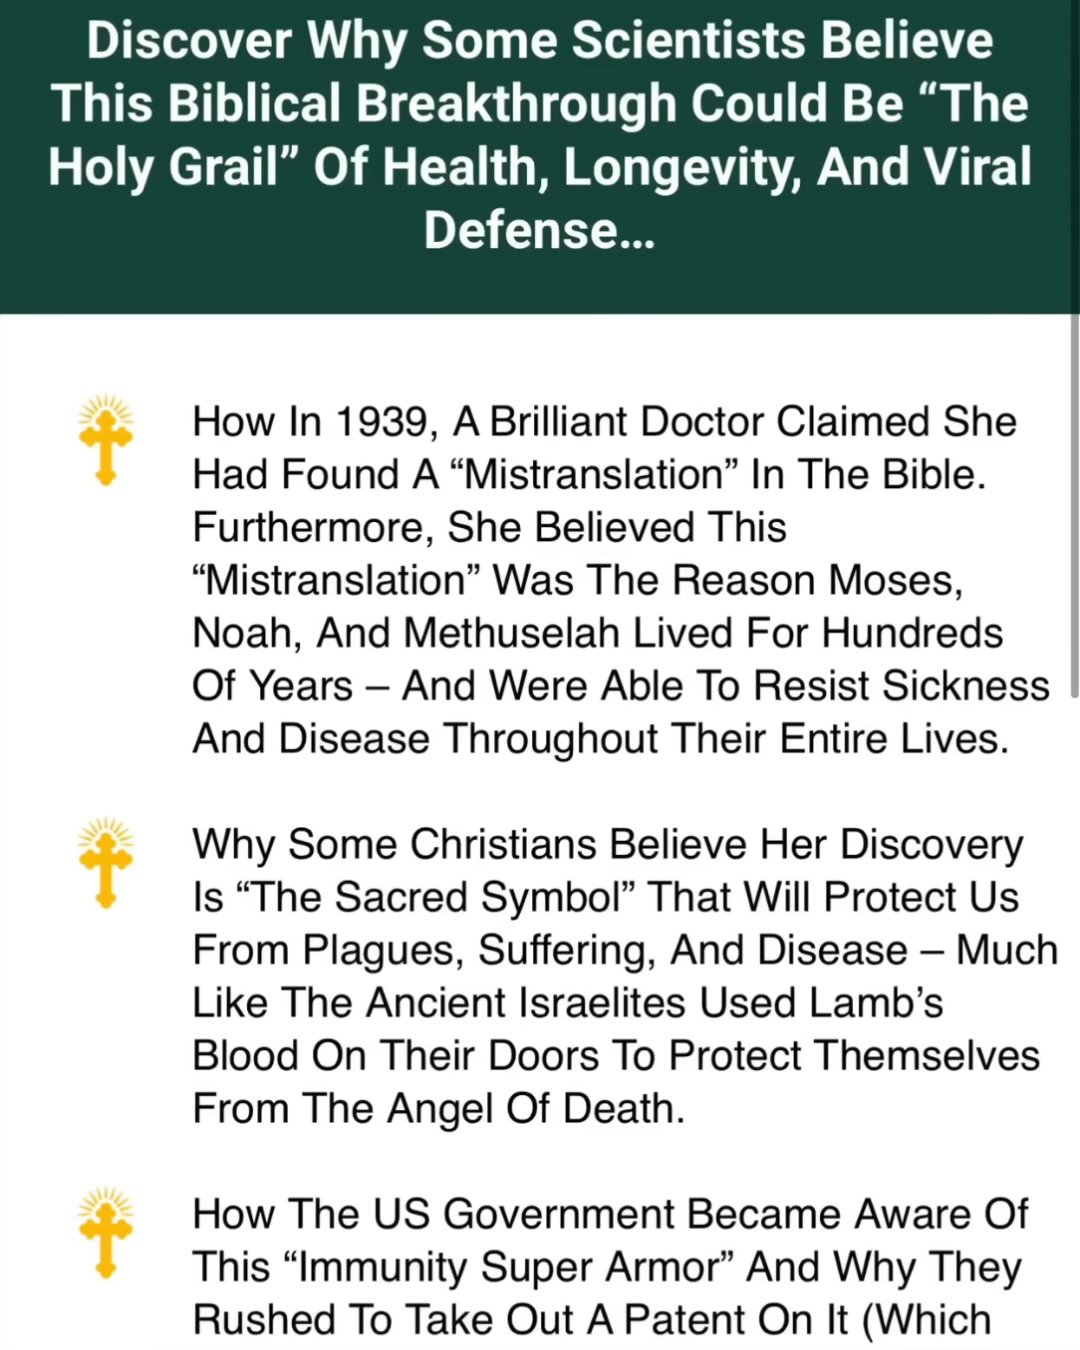 Discover Why Some Scientists Believe
This Biblical Breakthrough Could Be “The
Holy Grail” Of Health, Longevity, And Viral
Defense...
How In 1939, A Brilliant Doctor Claimed She
Had Found A “Mistranslation” In The Bible.
Furthermore, She Believed This
“Mistranslation” Was The Reason Moses,
Noah, And Methuselah Lived For Hundreds
Of Years – And Were Able To Resist Sickness
And Disease Throughout Their Entire Lives.
Why Some Christians Believe Her Discovery
Is “The Sacred Symbol” That Will Protect Us
From Plagues, Suffering, And Disease – Much
Like The Ancient Israelites Used Lamb’s
Blood On Their Doors To Protect Themselves
From The Angel Of Death.
How The US Government Became Aware Of
This “Immunity Super Armor” And Why They
Rushed To Take Out A Patent On It (Which